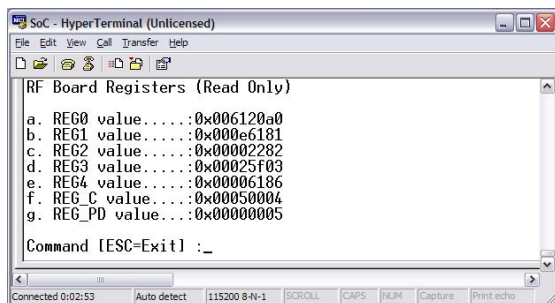 SoC - HyperTerminal (Unlicensed)
File Edit View Call Transfer Help
RF Board Registers (Read Only)
a. REG0 value.....:0x006120a0
b. REG1 value.....:0x000e6181
c. REG2 value.....:0x00002282
d. REG3 value.....:0x00025f03
e. REG4 value.....:0x00006186
f. REG_C value....:0x00050004
g. REG_PD value...:0x00000005
Command [ESC=Exit] :_
Connected 0:02:53 Auto detect 115200 8-N-1 SCROLL CAPS NUM Capture Print echo